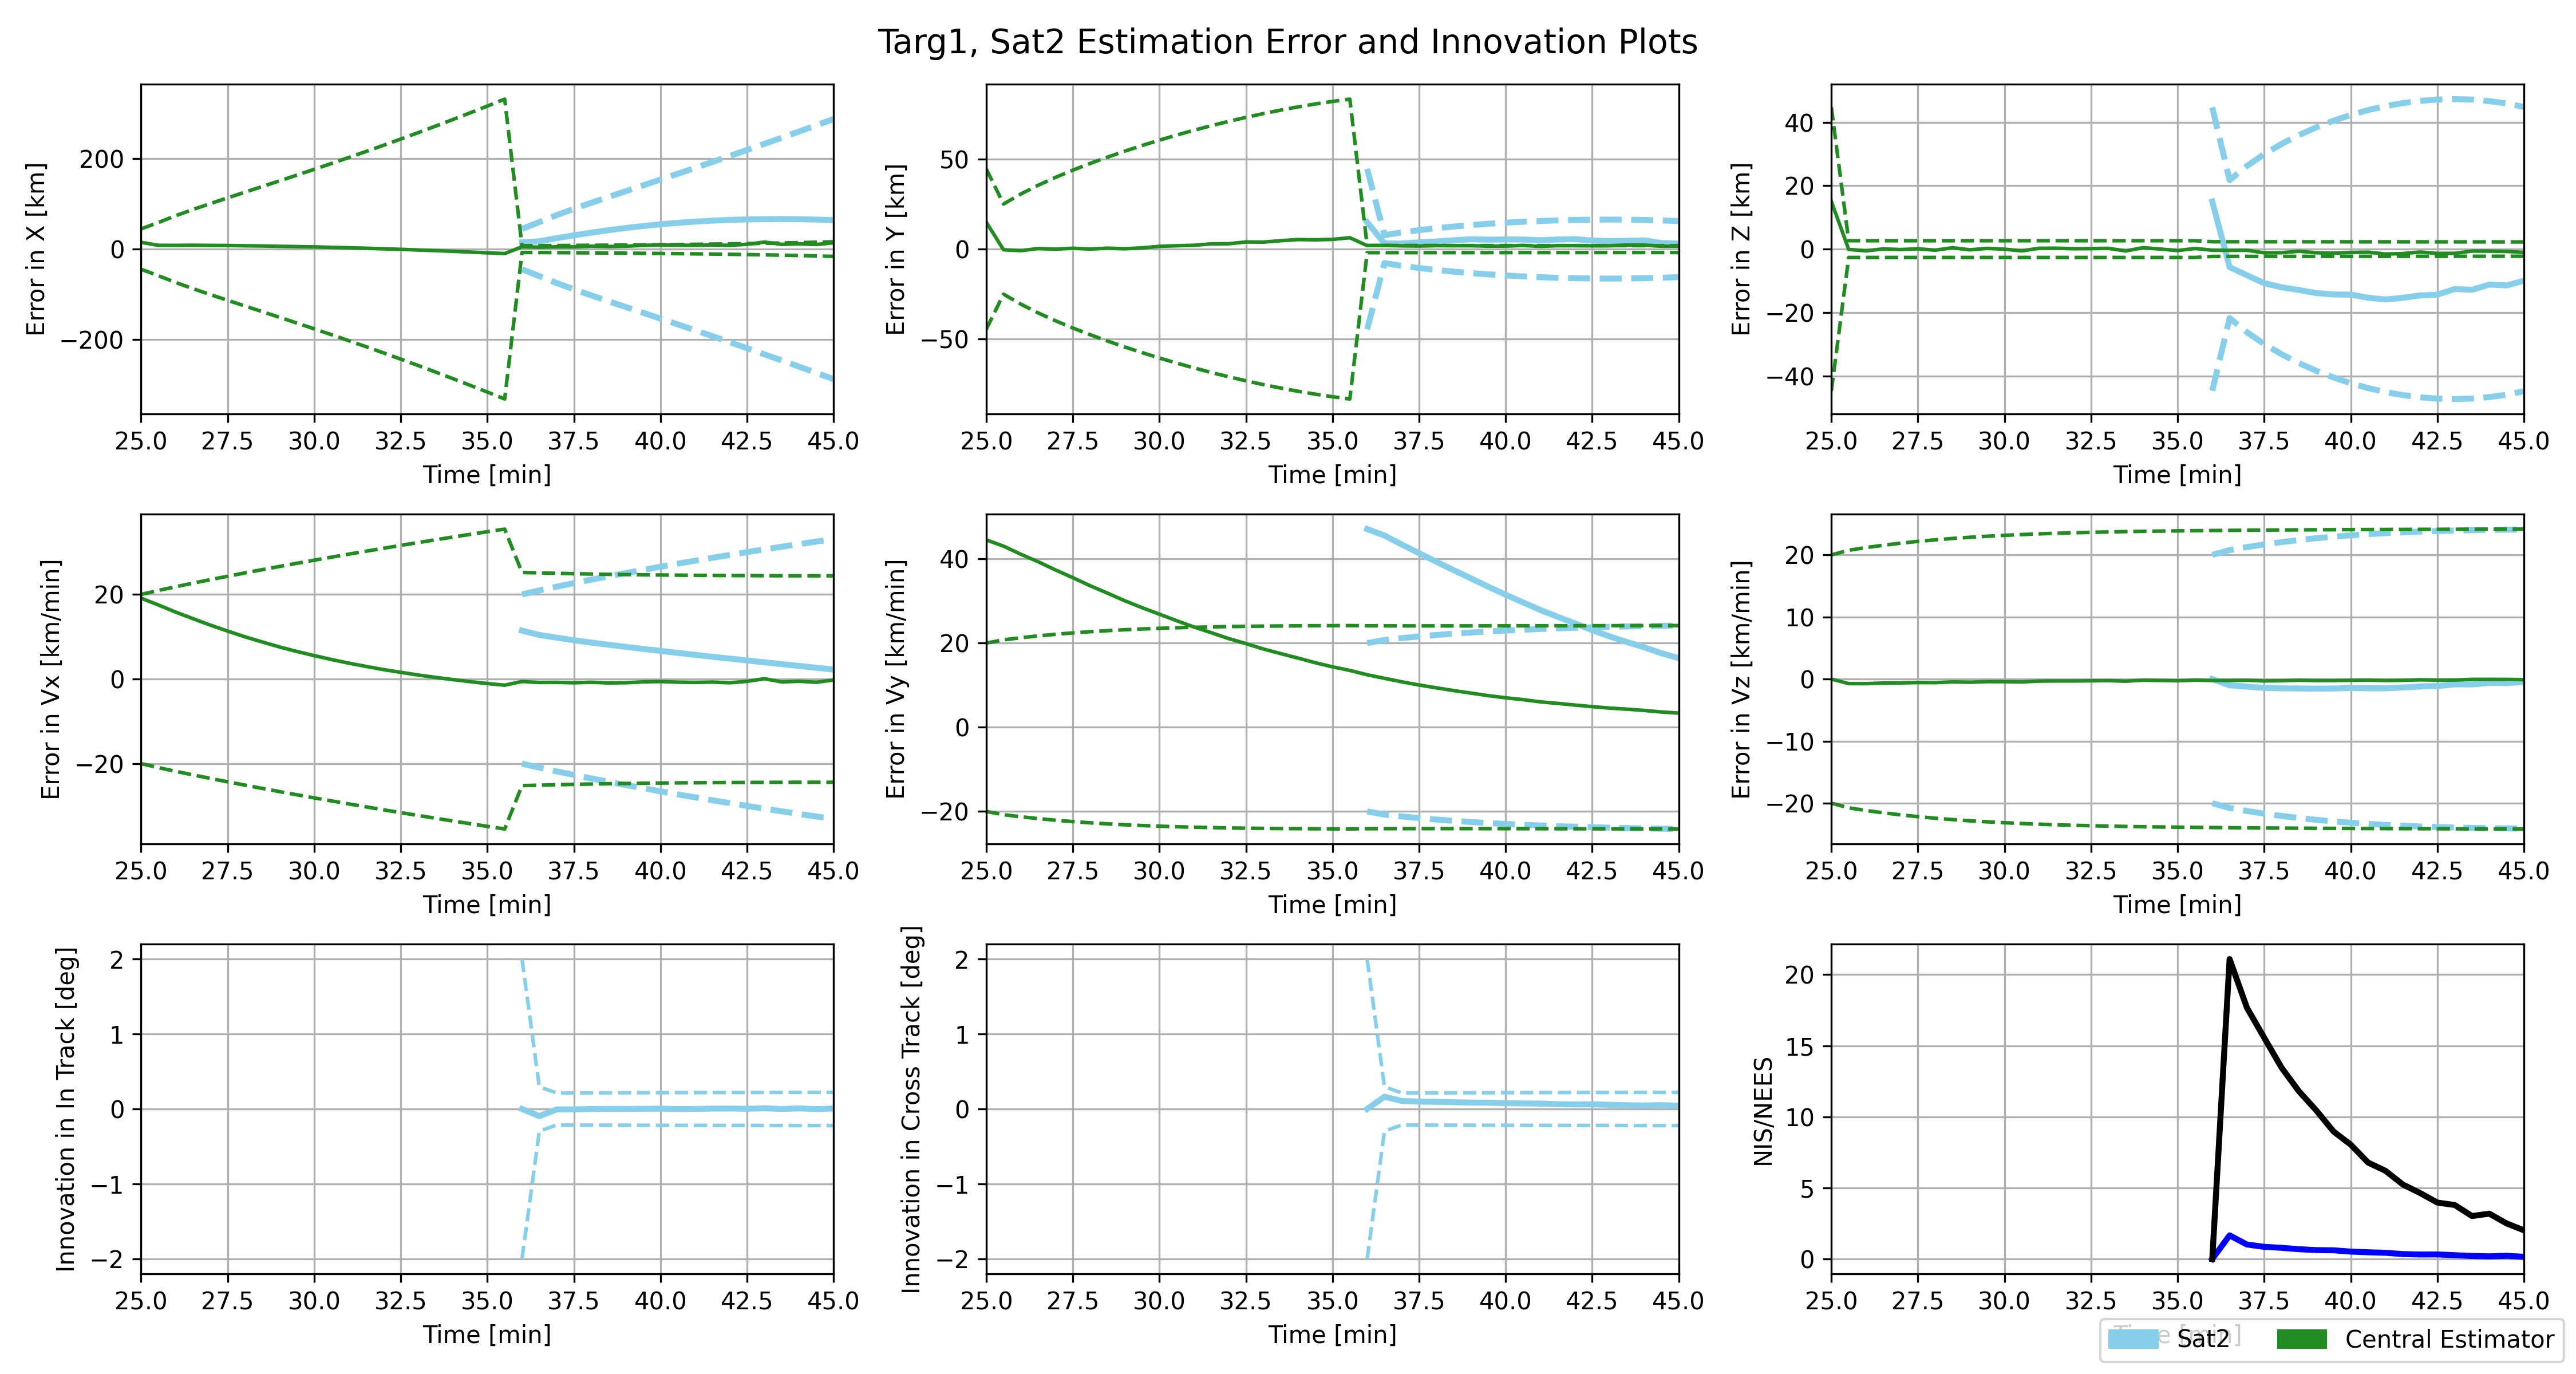 Targ1, Sat2 Estimation Error and Innovation Plots
Error in X [km]
200
0
−200
25.0 27.5 30.0 32.5 35.0 37.5 40.0 42.5 45.0
Time [min]
Error in Y [km]
50
0
−50
25.0 27.5 30.0 32.5 35.0 37.5 40.0 42.5 45.0
Time [min]
Error in Z [km]
40
20
0
−20
−40
25.0 27.5 30.0 32.5 35.0 37.5 40.0 42.5 45.0
Time [min]
Error in Vx [km/min]
20
0
−20
25.0 27.5 30.0 32.5 35.0 37.5 40.0 42.5 45.0
Time [min]
Error in Vy [km/min]
40
20
0
−20
25.0 27.5 30.0 32.5 35.0 37.5 40.0 42.5 45.0
Time [min]
Error in Vz [km/min]
20
10
0
−10
−20
25.0 27.5 30.0 32.5 35.0 37.5 40.0 42.5 45.0
Time [min]
Innovation in In Track [deg]
2
1
0
−1
−2
25.0 27.5 30.0 32.5 35.0 37.5 40.0 42.5 45.0
Time [min]
Innovation in Cross Track [deg]
2
1
0
−1
−2
25.0 27.5 30.0 32.5 35.0 37.5 40.0 42.5 45.0
Time [min]
NIS/NEES
20
15
10
5
0
25.0 27.5 30.0 32.5 35.0 37.5 40.0 42.5 45.0
Time [min]
Sat2 Central Estimator